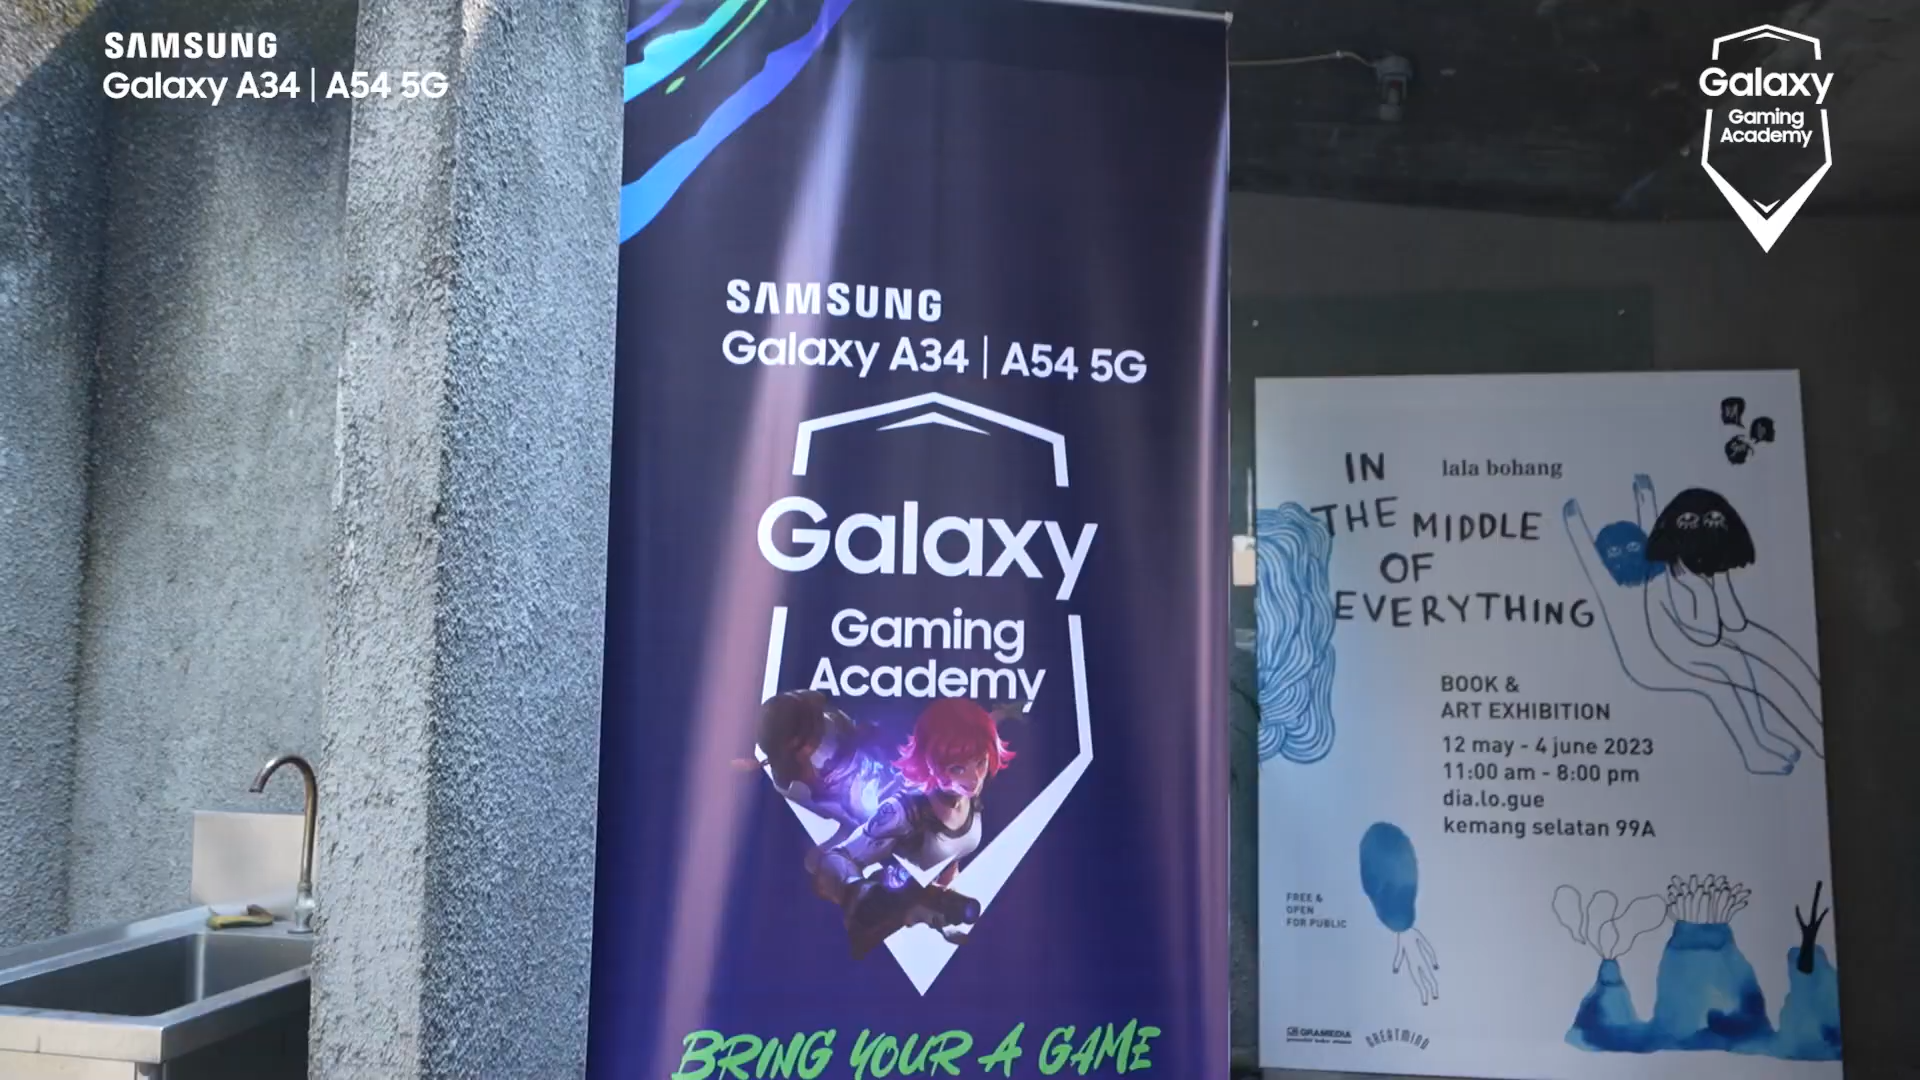 SAMSUNG
Galaxy A34 | A54 5G
Galaxy
Gaming
Academy
SAMSUNG
Galaxy A34 | A54 5G
Galaxy
Gaming
Academy
BRING YOUR A GAME
IN
lala bohang
THE MIDDLE
OF
EVERYTHING
BOOK &
ART EXHIBITION
12 may - 4 june 2023
11:00 am - 8:00 pm
dia.lo.gue
kemang selatan 99A
FREE &
OPEN
FOR PUBLIC
GRAMEDIA
GREATMIND